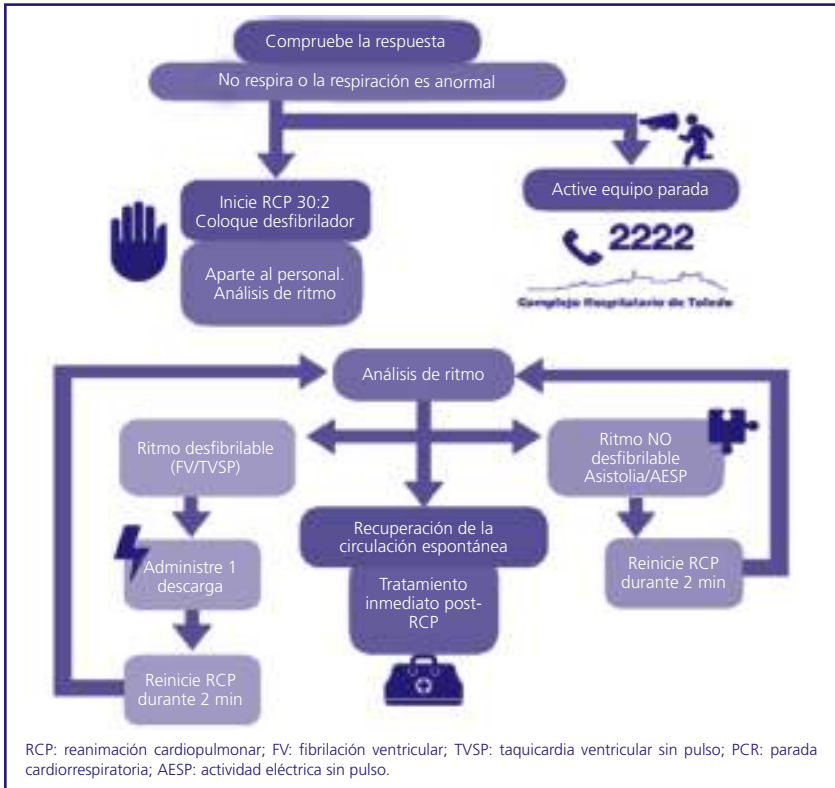 Compruebe la respuesta
No respira o la respiración es anormal
Inicie RCP 30:2
Coloque desfibrilador
Aparte al personal.
Análisis de ritmo
Active equipo parada
2222
Complejo Hospitalario de Toledo
Análisis de ritmo
Ritmo desfibrilable
(FV/TVSP)
Administre 1
descarga
Reinicie RCP
durante 2 min
Recuperación de la
circulación espontánea
Tratamiento
inmediato post-
RCP
Ritmo NO
desfibrilable
Asistolia/AESP
Reinicie RCP
durante 2 min
RCP: reanimación cardiopulmonar; FV: fibrilación ventricular; TVSP: taquicardia ventricular sin pulso; PCR: parada
cardiorrespiratoria; AESP: actividad eléctrica sin pulso.